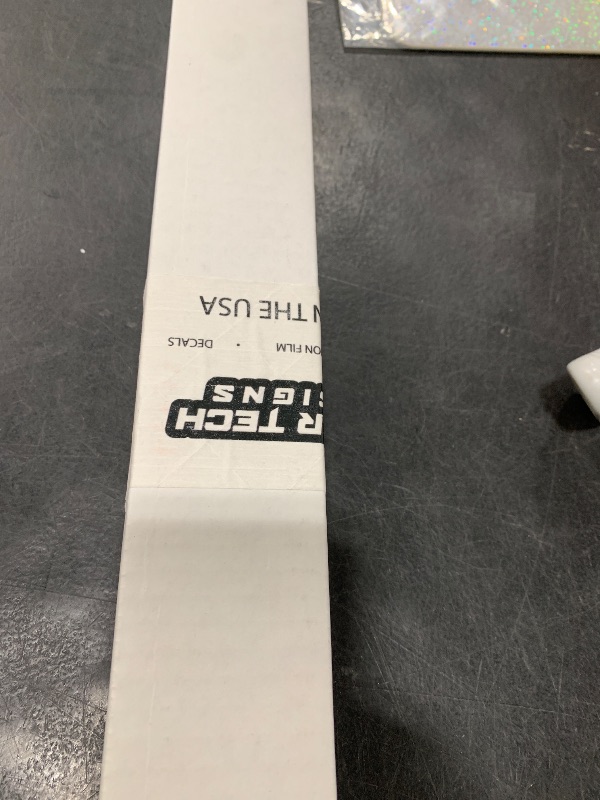 R TECH
SIGNS
ON FILM • DECALS
N THE USA